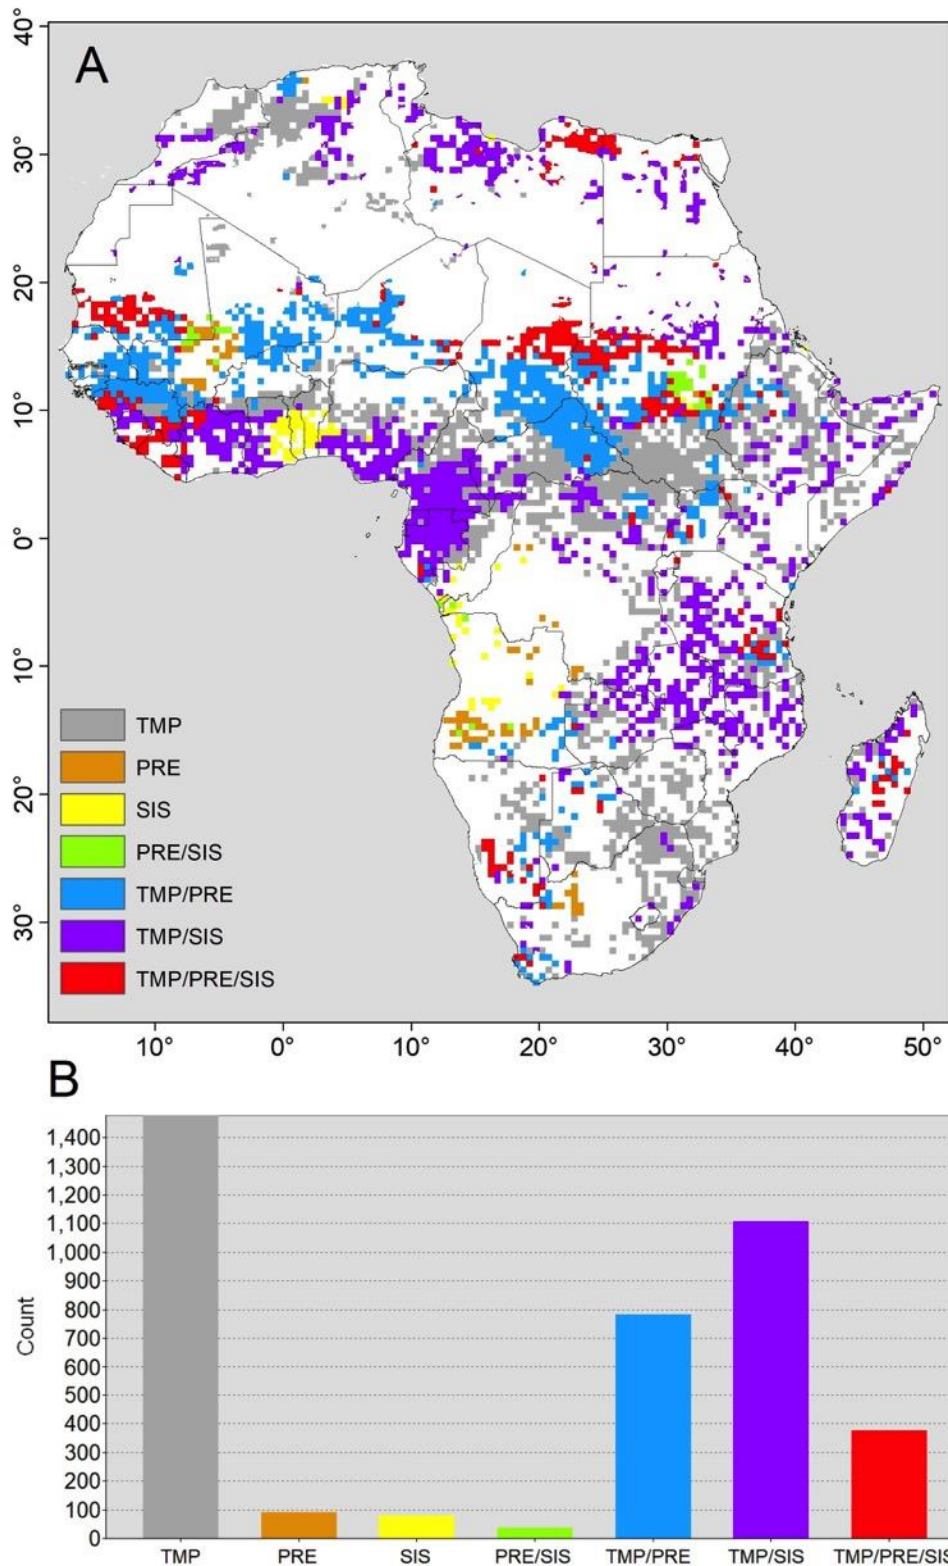 A
40°
30°
20°
10°
0°
10°
20°
30°
TMP
PRE
SIS
PRE/SIS
TMP/PRE
TMP/SIS
TMP/PRE/SIS
10° 0° 10° 20° 30° 40° 50°
B
Count
1,400
1,300
1,200
1,100
1,000
900
800
700
600
500
400
300
200
100
0
TMP PRE SIS PRE/SIS TMP/PRE TMP/SIS TMP/PRE/SIS